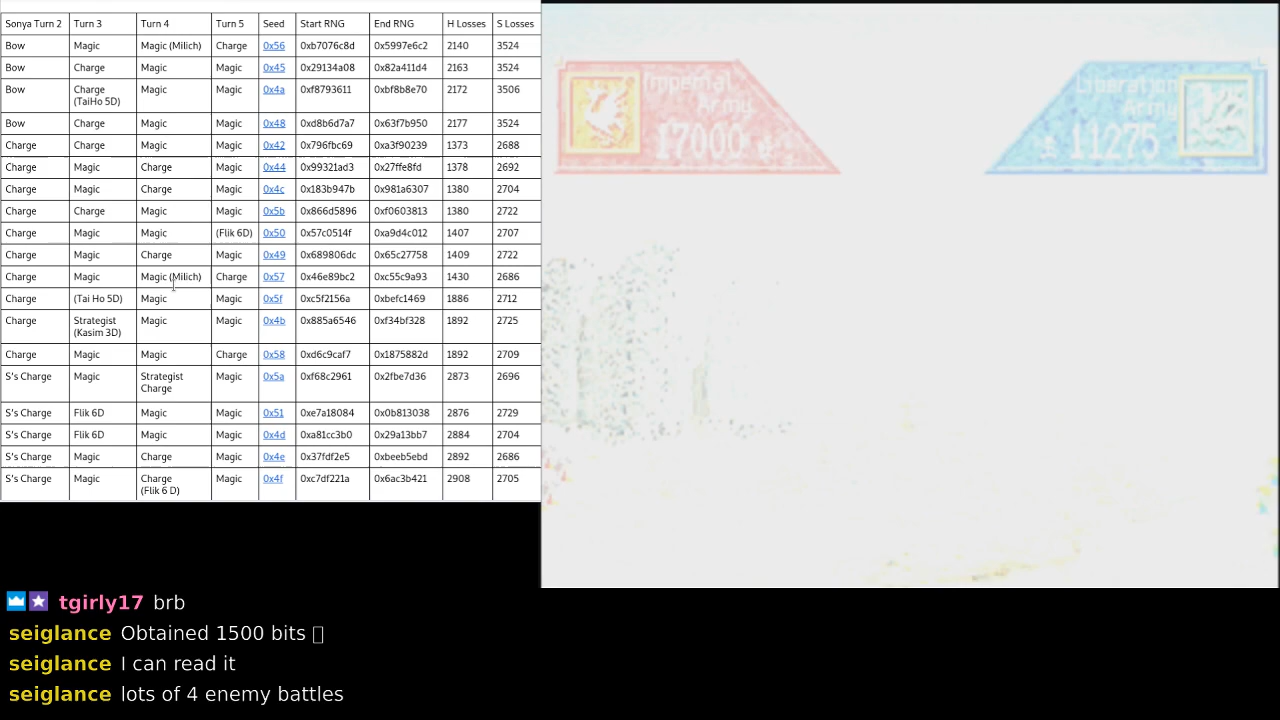 Sonya Turn 2 Turn 3 Turn 4 Turn 5 Seed Start RNG End RNG H Losses S Losses
Bow Magic Magic (Milich) Charge 0x56 0xb7076c8d 0x5997e6c2 2140 3524
Bow Charge Magic Magic 0x45 0x29134a08 0x82a411d4 2163 3524
Bow Charge Magic Magic 0x4a 0xf8793611 0xbf8b8e70 2172 3506
(TaiHo 5D)
Bow Charge Magic Magic 0x48 0xd8b6d7a7 0x63f7b950 2177 3524
Charge Charge Magic Magic 0x42 0x796fbc69 0xa3f90239 1373 2688
Charge Magic Charge Magic 0x44 0x99321ad3 0x27ffe8fd 1378 2692
Charge Magic Charge Magic 0x4c 0x183b947b 0x981a6307 1380 2704
Charge Charge Magic Magic 0x5b 0x866d5896 0xf0603813 1380 2722
Charge Magic Magic (Flik 6D) 0x50 0x57c0514f 0xa9d4c012 1407 2707
Charge Magic Charge Magic 0x49 0x689806dc 0x65c27758 1409 2722
Charge Magic Magic (Milich) Charge 0x57 0x46e89bc2 0xc55c9a93 1430 2686
Charge (Tai Ho 5D) Magic Magic 0x5f 0xc5f2156a 0xbefc1469 1886 2712
Charge Strategist Magic Magic 0x4b 0x885a6546 0xf34bf328 1892 2725
(Kasim 3D)
Charge Magic Magic Charge 0x58 0xd6c9caf7 0x1875882d 1892 2709
S's Charge Magic Strategist Magic 0x5a 0xf68c2961 0x2fbe7d36 2873 2696
Charge
S's Charge Flik 6D Magic Magic 0x51 0xe7a18084 0x0b813038 2876 2729
S's Charge Flik 6D Magic Magic 0x4d 0xa81cc3b0 0x29a13bb7 2884 2704
S's Charge Magic Charge Magic 0x4e 0x37fdf2e5 0xbeeb5ebd 2892 2686
S's Charge Magic Charge Magic 0x4f 0xc7df221a 0x6ac3b421 2908 2705
(Flik 6 D)
Imperial
Army
17000
Liberation
Army
11275
tgirly17 brb
seiglance Obtained 1500 bits
seiglance I can read it
seiglance lots of 4 enemy battles